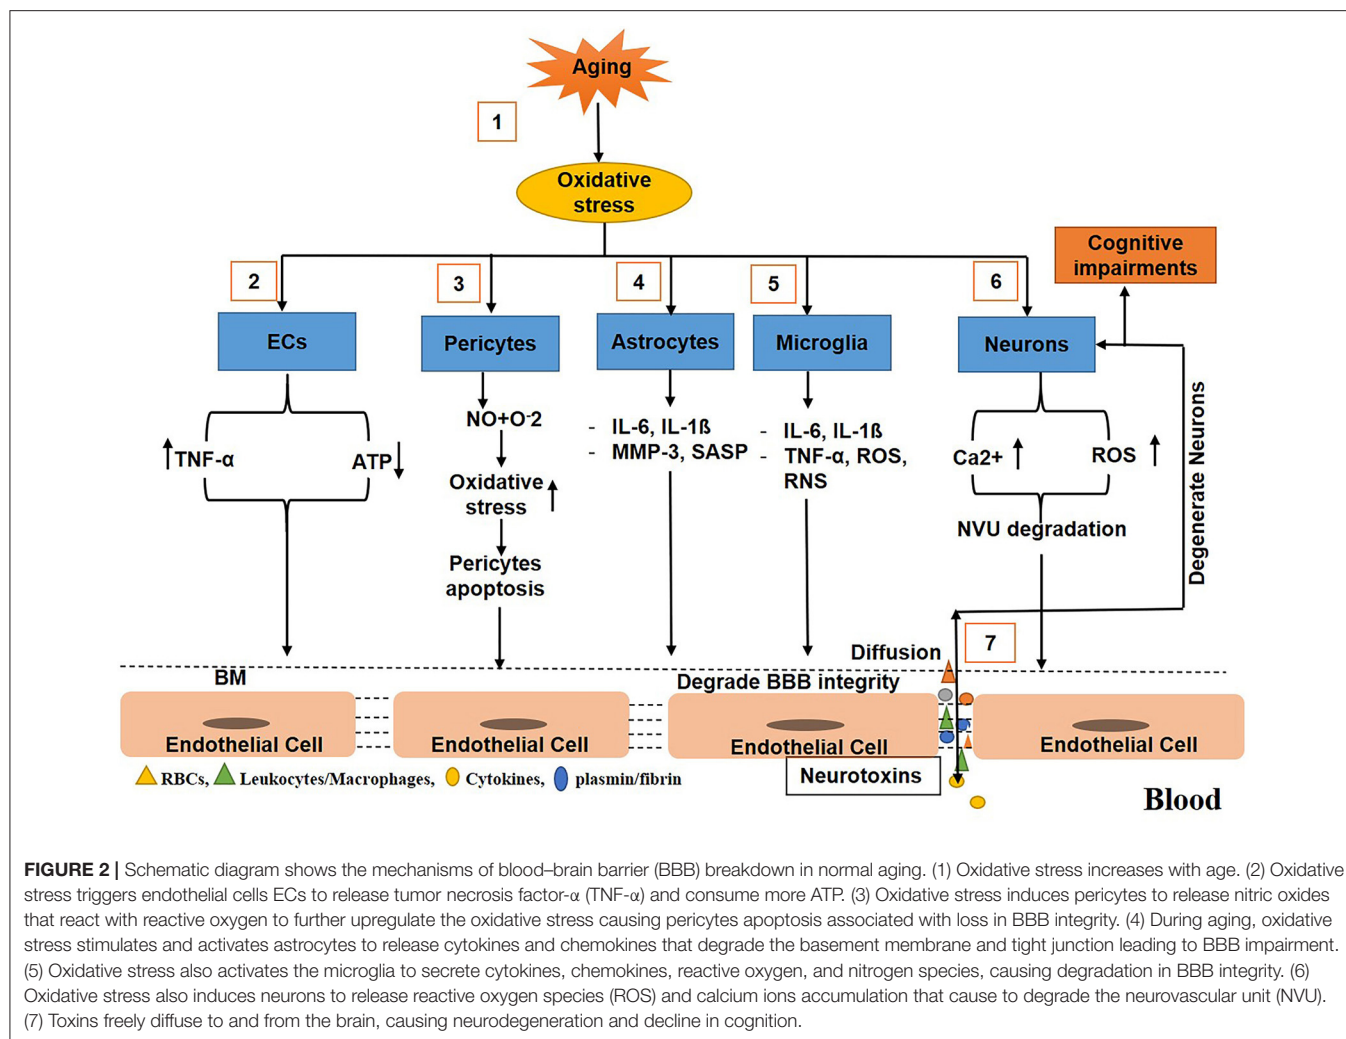 Aging
1
Oxidative
stress
Cognitive
impairments
2
3
4
5
6
ECs
Pericytes
Astrocytes
Microglia
Neurons
TNF-α
ATP
NO+O-2
Oxidative
stress
Pericytes
apoptosis
- IL-6, IL-1ß
- MMP-3, SASP
- IL-6, IL-1ß
- TNF-α, ROS,
RNS
Ca2+
ROS
NVU degradation
Degenerate Neurons
7
Diffusion
BM
Degrade BBB integrity
Endothelial Cell
Endothelial Cell
Endothelial Cell
Endothelial Cell
RBCs, Leukocytes/Macrophages, Cytokines, plasmin/fibrin
Neurotoxins
Blood
FIGURE 2 | Schematic diagram shows the mechanisms of blood–brain barrier (BBB) breakdown in normal aging. (1) Oxidative stress increases with age. (2) Oxidative
stress triggers endothelial cells ECs to release tumor necrosis factor-α (TNF-α) and consume more ATP. (3) Oxidative stress induces pericytes to release nitric oxides
that react with reactive oxygen to further upregulate the oxidative stress causing pericytes apoptosis associated with loss in BBB integrity. (4) During aging, oxidative
stress stimulates and activates astrocytes to release cytokines and chemokines that degrade the basement membrane and tight junction leading to BBB impairment.
(5) Oxidative stress also activates the microglia to secrete cytokines, chemokines, reactive oxygen, and nitrogen species, causing degradation in BBB integrity. (6)
Oxidative stress also induces neurons to release reactive oxygen species (ROS) and calcium ions accumulation that cause to degrade the neurovascular unit (NVU).
(7) Toxins freely diffuse to and from the brain, causing neurodegeneration and decline in cognition.